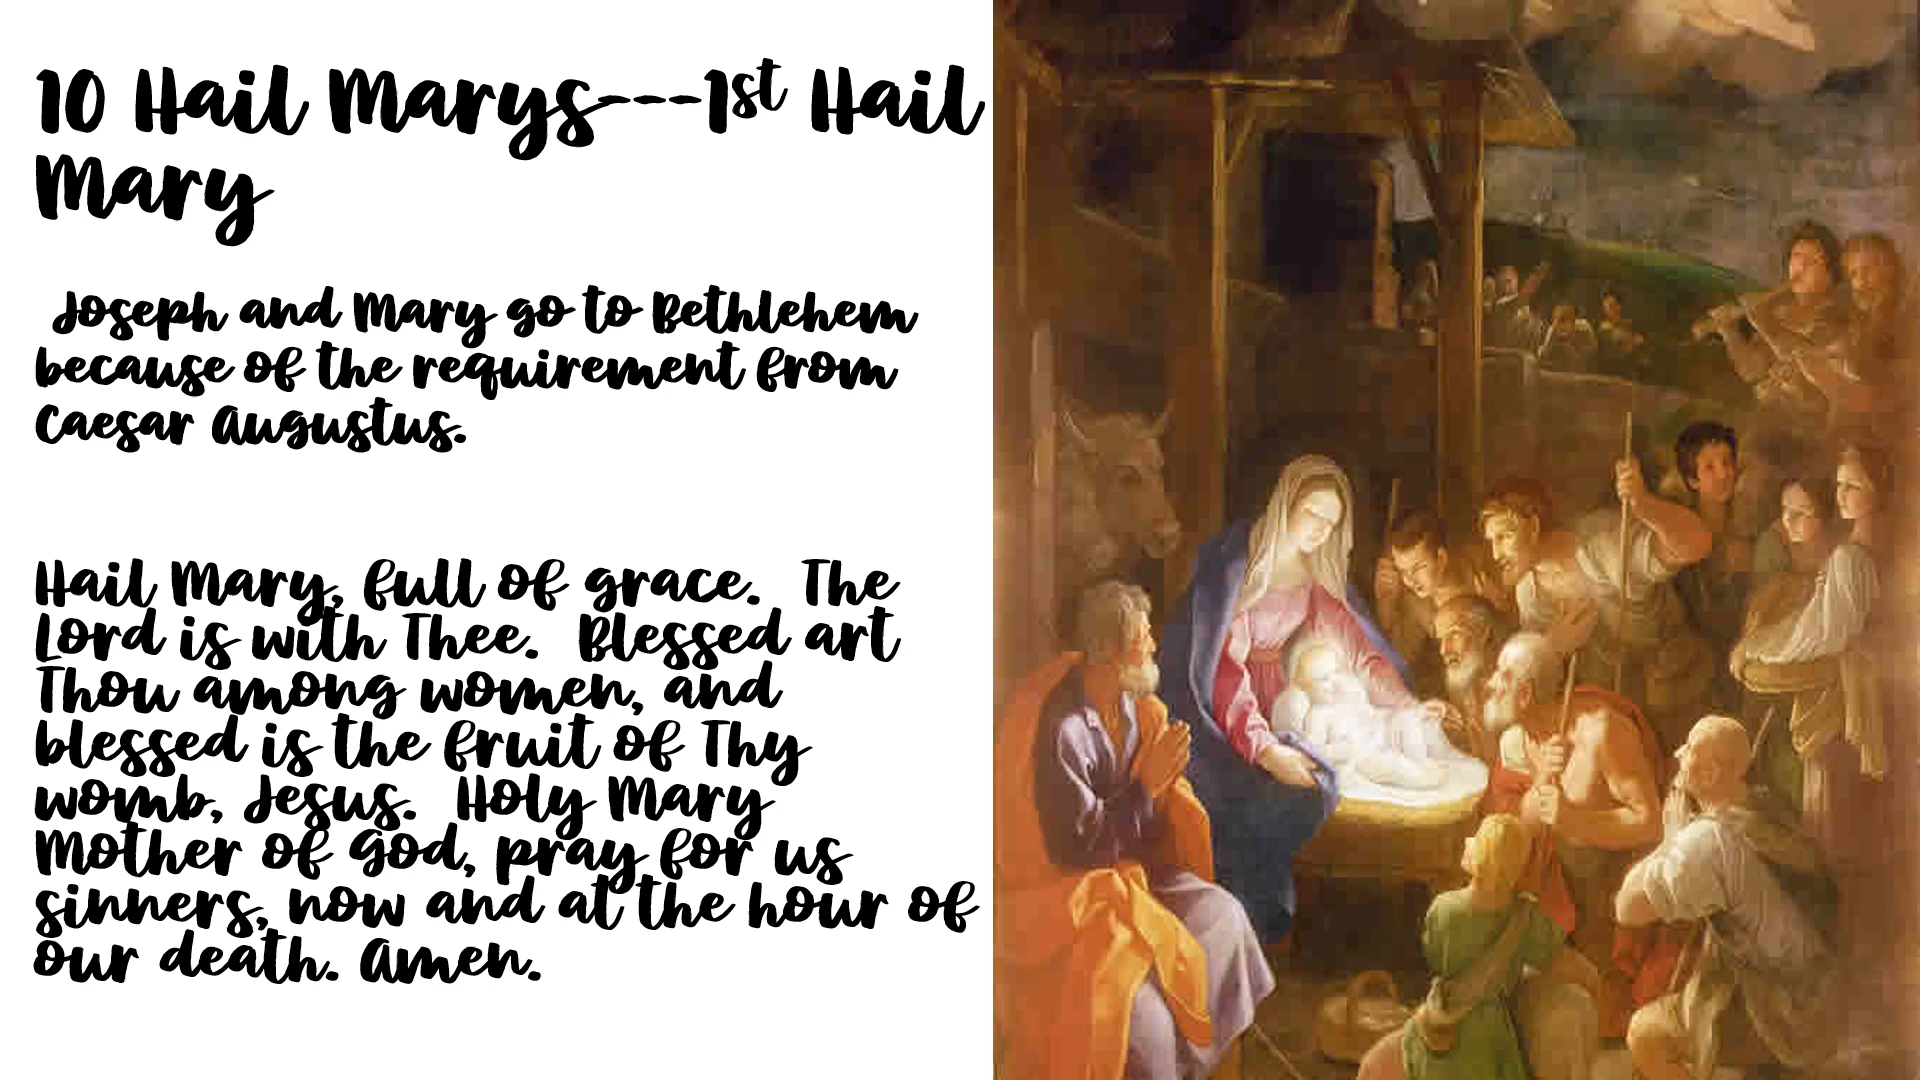 10 Hail Marys---1st Hail
Mary
Joseph and Mary go to Bethlehem
because of the requirement from
Caesar Augustus.
Hail Mary, full of grace.  The
Lord is with Thee.  Blessed art
Thou among women, and
blessed is the fruit of Thy
womb, Jesus.  Holy Mary
Mother of God, pray for us
sinners, now and at the hour of
our death. Amen.